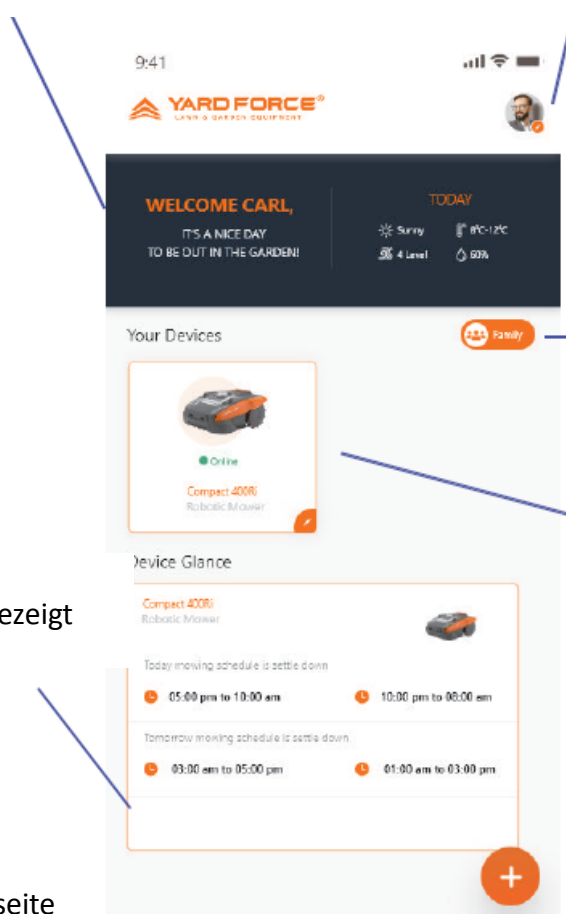 9:41
YARD FORCE®
LAWN & GARDEN EQUIPMENT
WELCOME CARL,
IT'S A NICE DAY
TO BE OUT IN THE GARDEN!
TODAY
Sunny
8°C-12°C
4 Level
60%
Your Devices
Family
Online
Compact 400Ri
Robotic Mower
Device Glance
ezeigt
Compact 400Ri
Robotic Mower
Today mowing schedule is settle down
05:00 pm to 10:00 am
10:00 pm to 08:00 am
Tomorrow mowing schedule is settle down
03:00 am to 05:00 pm
01:00 am to 03:00 pm
seite